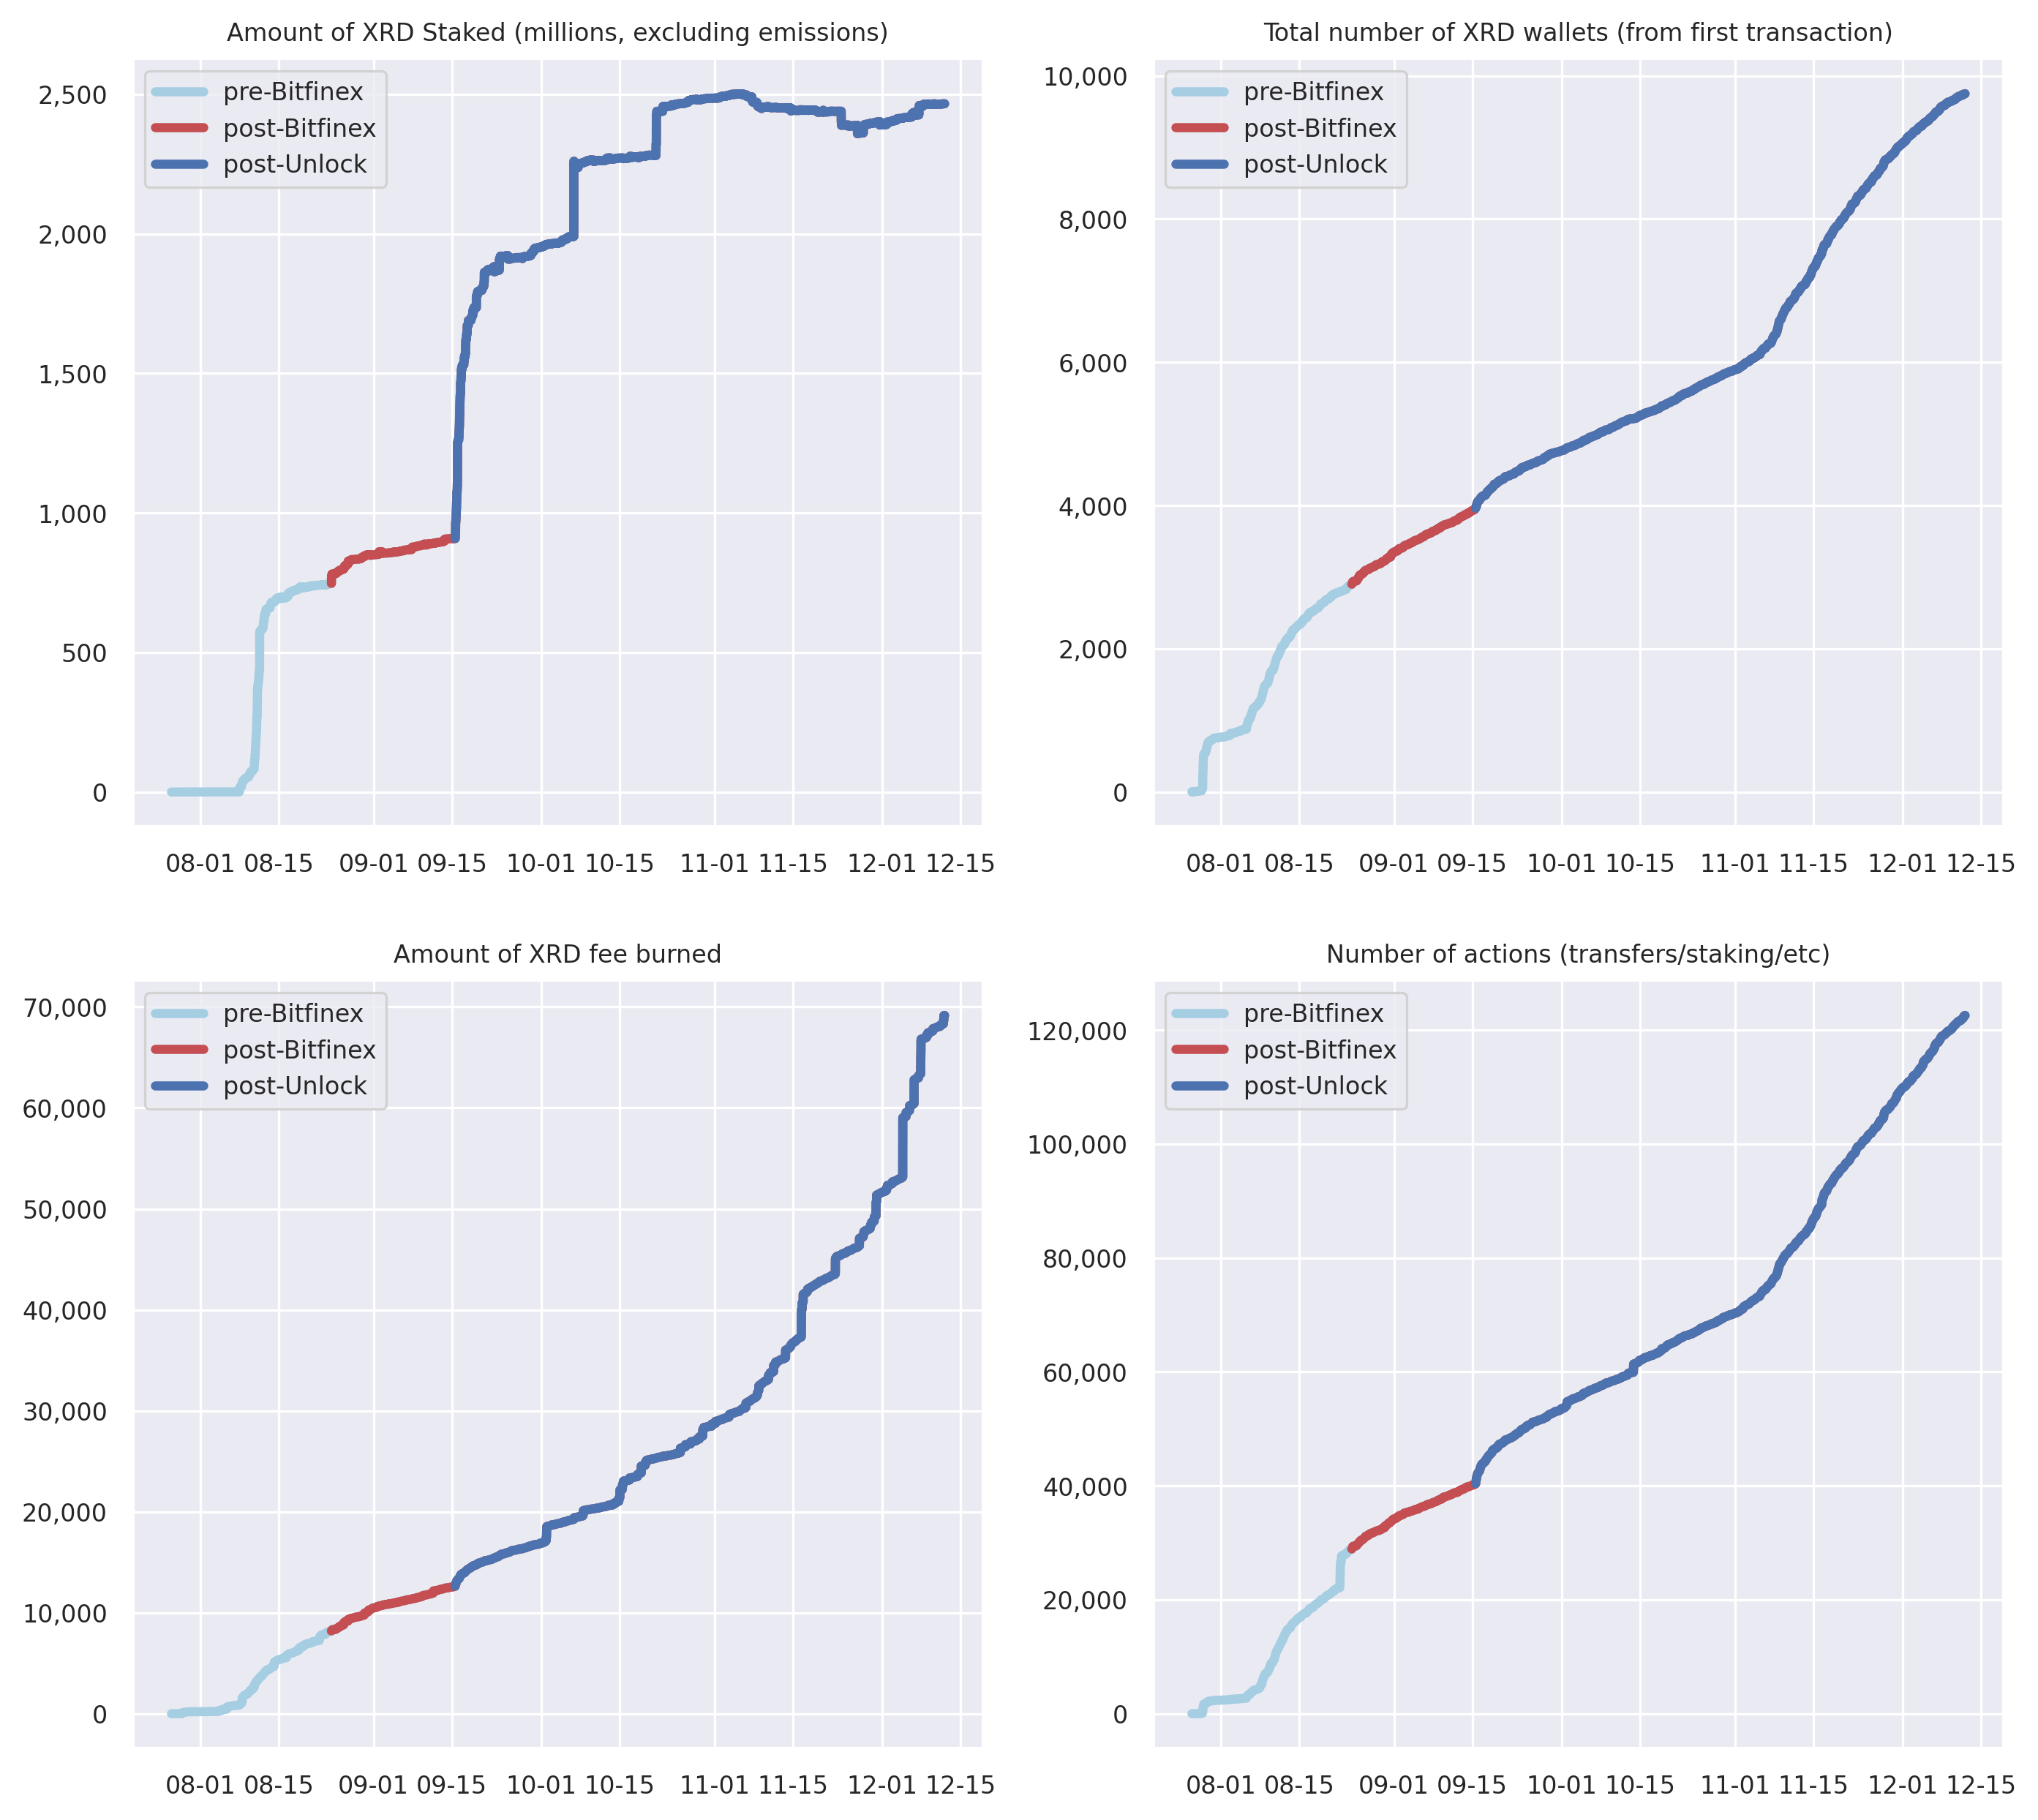 Amount of XRD Staked (millions, excluding emissions)
pre-Bitfinex
post-Bitfinex
post-Unlock
2,500
2,000
1,500
1,000
500
0
08-01 08-15 09-01 09-15 10-01 10-15 11-01 11-15 12-01 12-15
Total number of XRD wallets (from first transaction)
pre-Bitfinex
post-Bitfinex
post-Unlock
10,000
8,000
6,000
4,000
2,000
0
08-01 08-15 09-01 09-15 10-01 10-15 11-01 11-15 12-01 12-15
Amount of XRD fee burned
pre-Bitfinex
post-Bitfinex
post-Unlock
70,000
60,000
50,000
40,000
30,000
20,000
10,000
0
08-01 08-15 09-01 09-15 10-01 10-15 11-01 11-15 12-01 12-15
Number of actions (transfers/staking/etc)
pre-Bitfinex
post-Bitfinex
post-Unlock
120,000
100,000
80,000
60,000
40,000
20,000
0
08-01 08-15 09-01 09-15 10-01 10-15 11-01 11-15 12-01 12-15